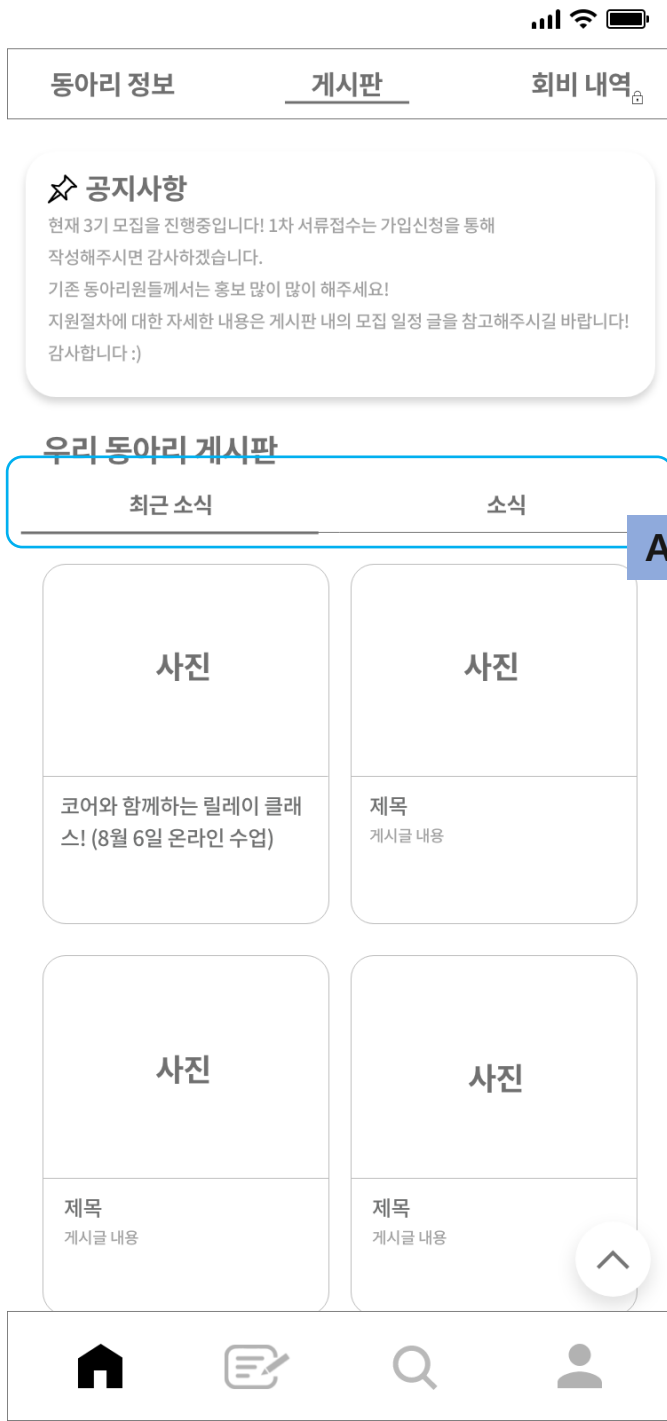 동아리 정보 게시판 회비 내역
공지사항
현재 3기 모집을 진행중입니다! 1차 서류접수는 가입신청을 통해
작성해주시면 감사하겠습니다.
기존 동아리원들께서는 홍보 많이 많이 해주세요!
지원절차에 대한 자세한 내용은 게시판 내의 모집 일정 글을 참고해주시길 바랍니다!
감사합니다 :)
우리 동아리 게시판
최근 소식 소식
A
사진 사진
코어와 함께하는 릴레이 클래
스! (8월 6일 온라인 수업)
제목
게시글 내용
사진 사진
제목
게시글 내용
제목
게시글 내용